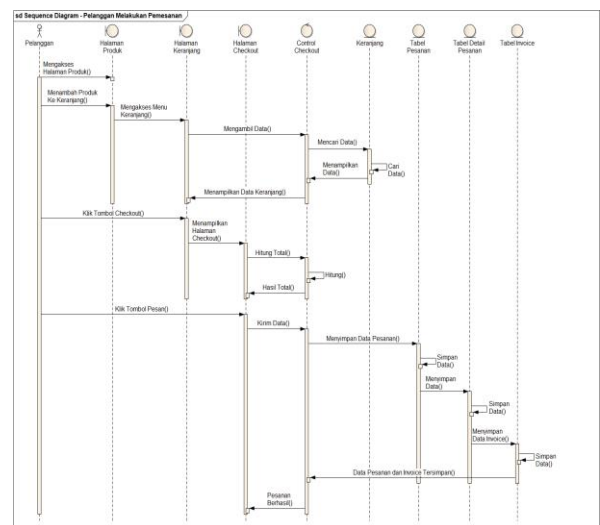 sd Sequence Diagram - Pelanggan Melakukan Pemesanan
Pelanggan
Halaman
Produk
Halaman
Keranjang
Halaman
Checkout
Control
Checkout
Keranjang
Tabel
Pesanan
Tabel Detail
Pesanan
Tabel Invoice
Mengakses
Halaman Produk()
Menambah Produk
Ke Keranjang()
Mengakses Menu
Keranjang()
Mengambil Data()
Mencari Data()
Cari
Data()
Menampilkan
Data()
Menampilkan Data Keranjang()
Klik Tombol Checkout()
Menampilkan
Halaman
Checkout()
Hitung Total()
Hitung()
Hasil Total()
Klik Tombol Pesan()
Kirim Data()
Menyimpan Data Pesanan()
Simpan
Data()
Menyimpan
Data()
Simpan
Data()
Menyimpan
Data Invoice()
Simpan
Data()
Data Pesanan dan Invoice Tersimpan()
Pesanan
Berhasil()